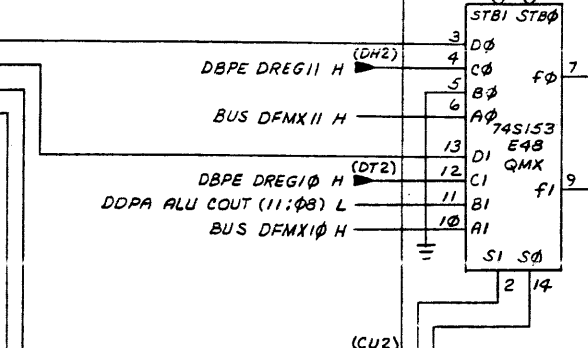 STB1 STBØ
3 DØ
(DH2)
DBPE DREG11 H 4 CØ
fØ 7
5 BØ
BUS DFMX11 H 6 AØ
74S153
E48
QMX
13 D1
(DT2)
DBPE DREG1Ø H 12 C1
f1 9
DDPA ALU COUT (11:Ø8) L 11 B1
BUS DFMX1Ø H 1Ø A1
S1 SØ
2 14
(CU2)